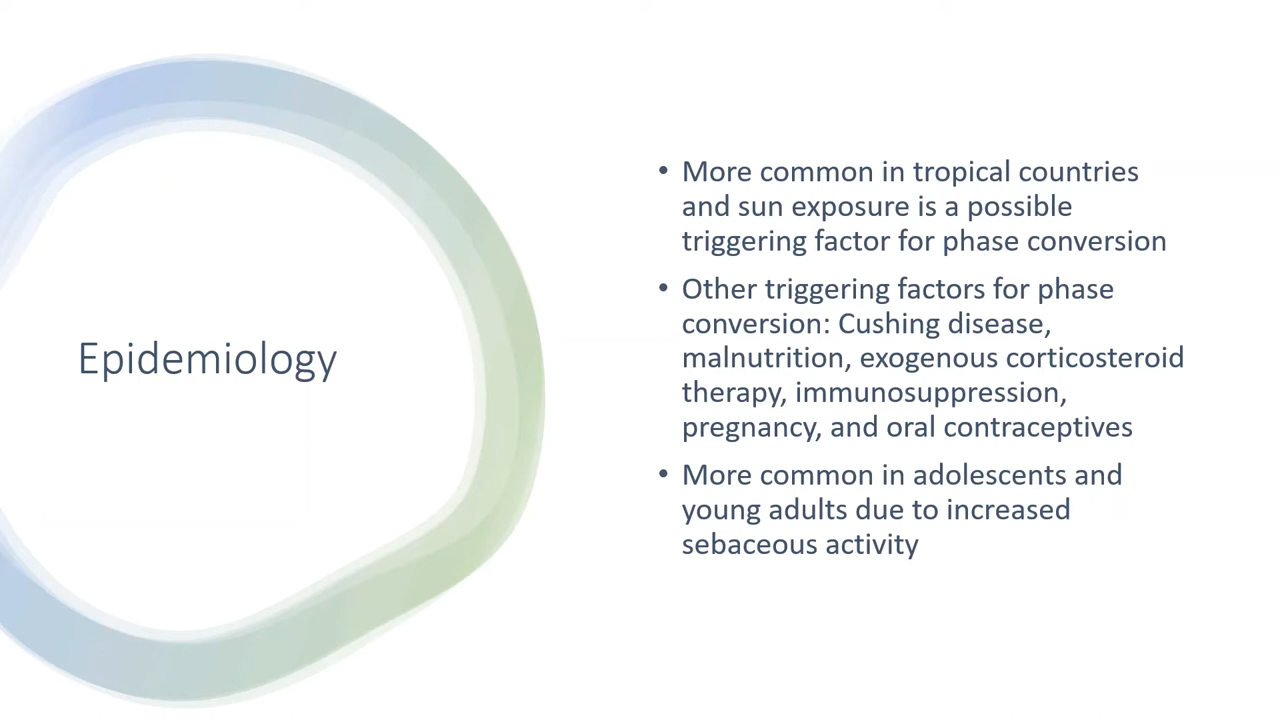 Epidemiology
• More common in tropical countries
and sun exposure is a possible
triggering factor for phase conversion
• Other triggering factors for phase
conversion: Cushing disease,
malnutrition, exogenous corticosteroid
therapy, immunosuppression,
pregnancy, and oral contraceptives
• More common in adolescents and
young adults due to increased
sebaceous activity